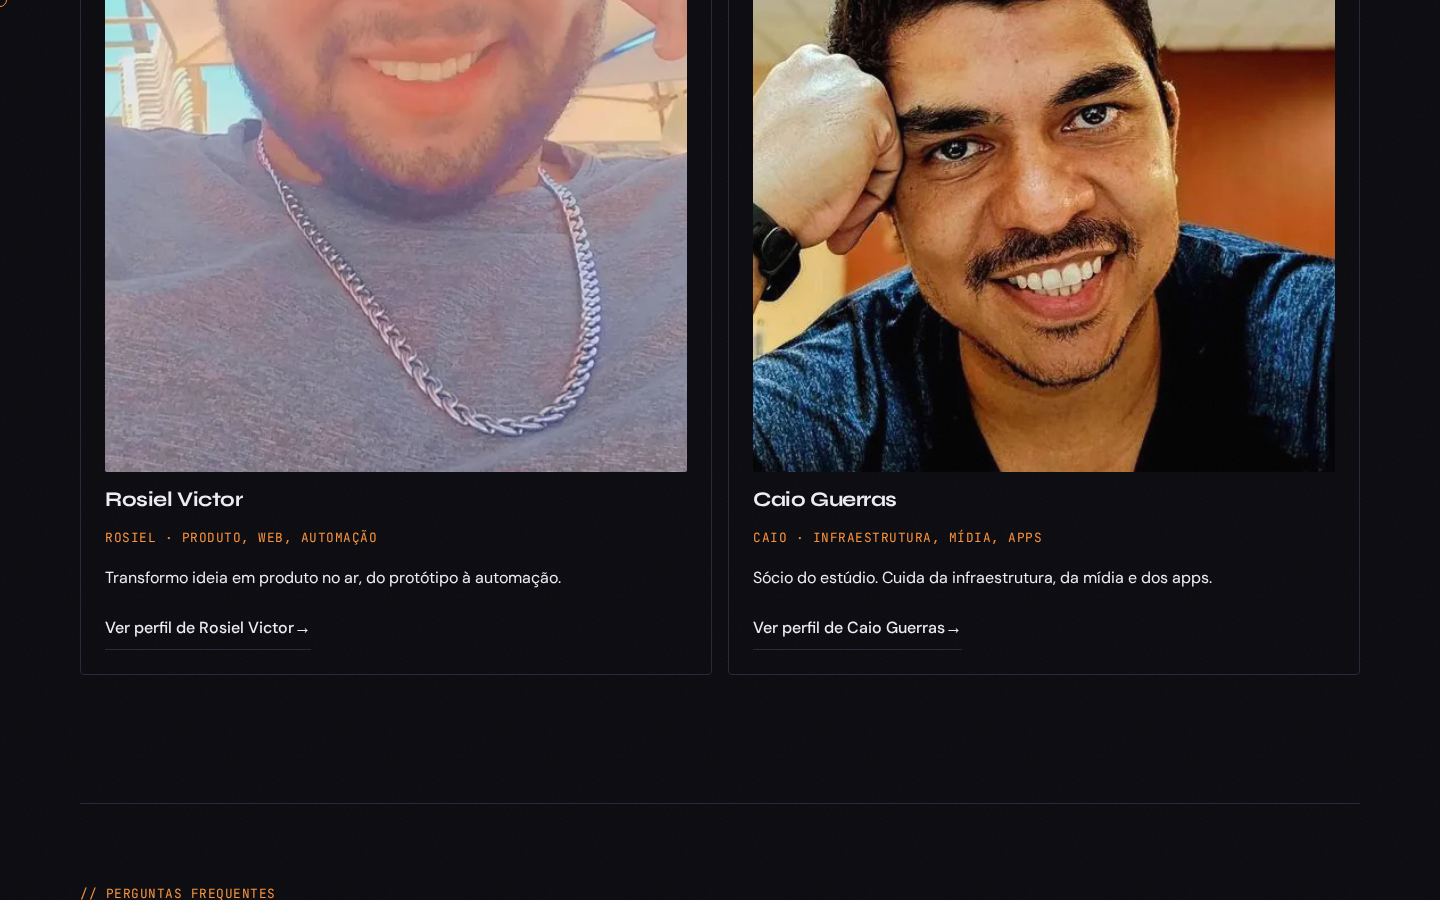 Rosiel Victor
ROSIEL · PRODUTO, WEB, AUTOMAÇÃO
Transformo ideia em produto no ar, do protótipo à automação.
Ver perfil de Rosiel Victor→
Caio Guerras
CAIO · INFRAESTRUTURA, MÍDIA, APPS
Sócio do estúdio. Cuida da infraestrutura, da mídia e dos apps.
Ver perfil de Caio Guerras→
// PERGUNTAS FREQUENTES